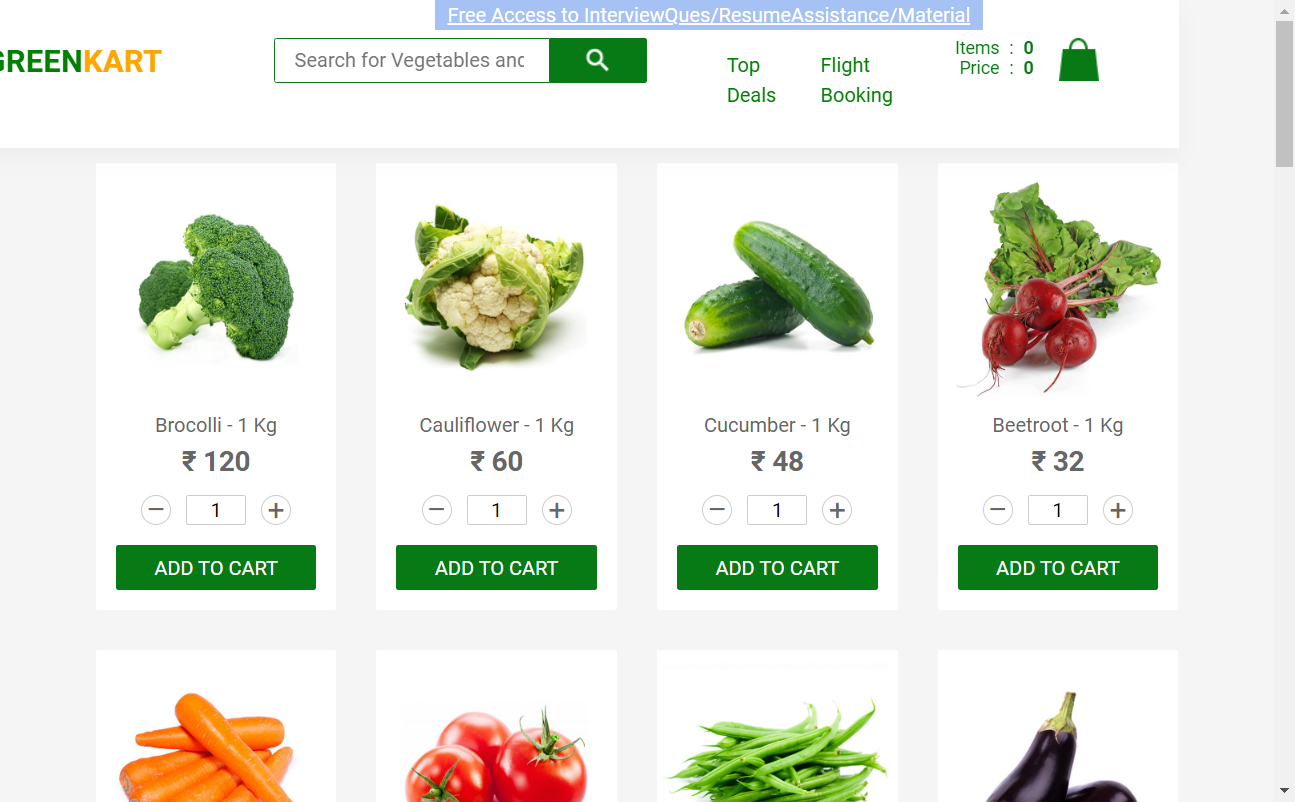 Free Access to InterviewQues/ResumeAssistance/Material
GREENKART
Search for Vegetables and
Top Deals
Flight Booking
Items : 0
Price : 0
Brocolli - 1 Kg
₹ 120
− 1 +
ADD TO CART
Cauliflower - 1 Kg
₹ 60
− 1 +
ADD TO CART
Cucumber - 1 Kg
₹ 48
− 1 +
ADD TO CART
Beetroot - 1 Kg
₹ 32
− 1 +
ADD TO CART